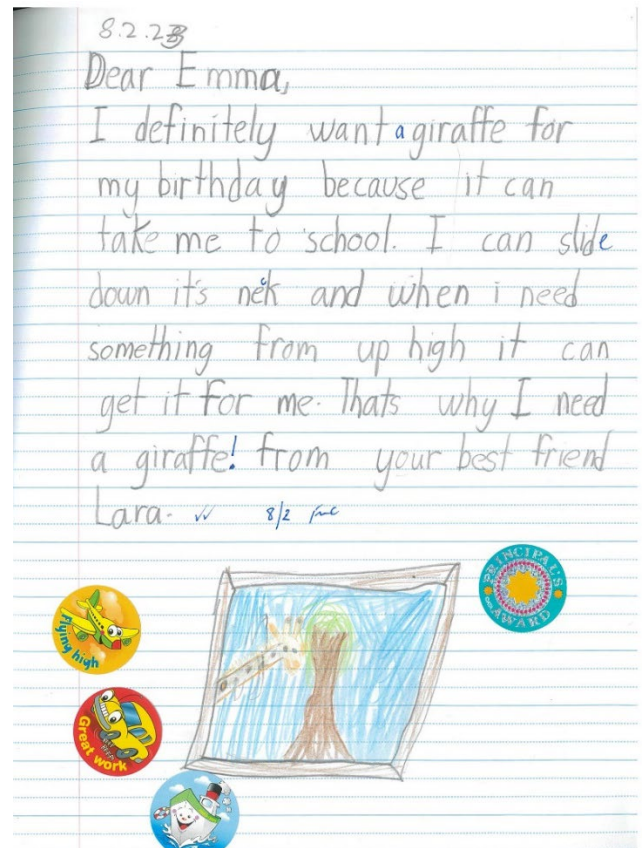 8.2.23
Dear Emma,
I definitely want a giraffe for
my birthday because it can
take me to school. I can slide
down it's neck and when i need
something from up high it can
get it for me. Thats why I need
a giraffe! from your best friend
Lara.
8/2
PRINCIPAL'S
AWARD
Flying high
Great work